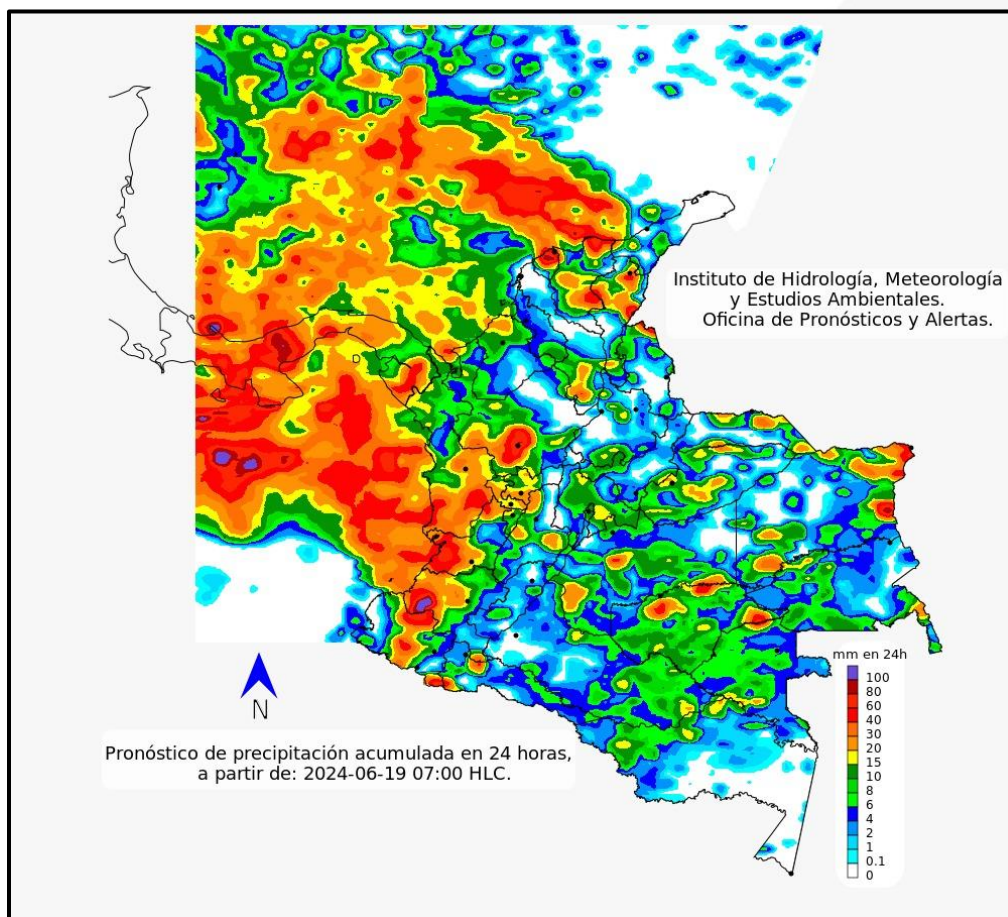 Instituto de Hidrología, Meteorología
y Estudios Ambientales.
Oficina de Pronósticos y Alertas.
mm en 24h
100
80
60
40
30
20
15
10
8
6
4
2
1
0.1
0
N
Pronóstico de precipitación acumulada en 24 horas,
a partir de: 2024-06-19 07:00 HLC.